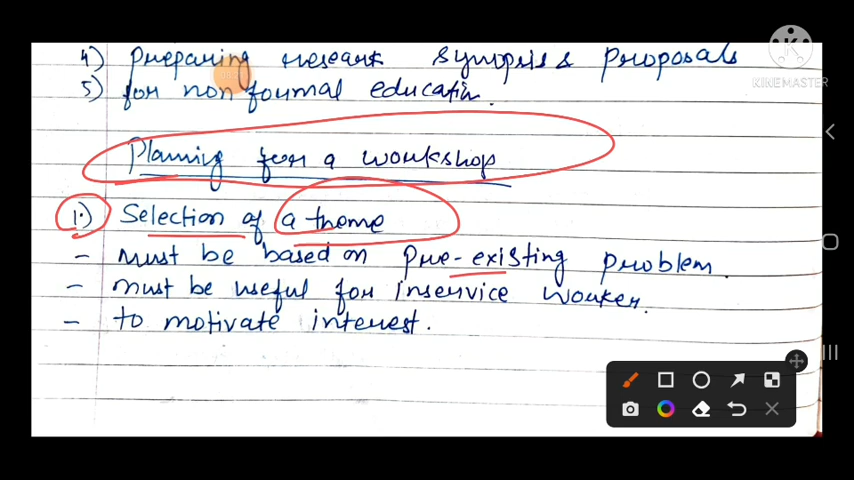 4) Preparing research synopsis & proposals
5) for non formal education.
Planning for a workshop
1.) Selection of a theme
- must be based on pre-existing problem.
- must be useful for inservice worker.
- to motivate interest.
KINEMASTER